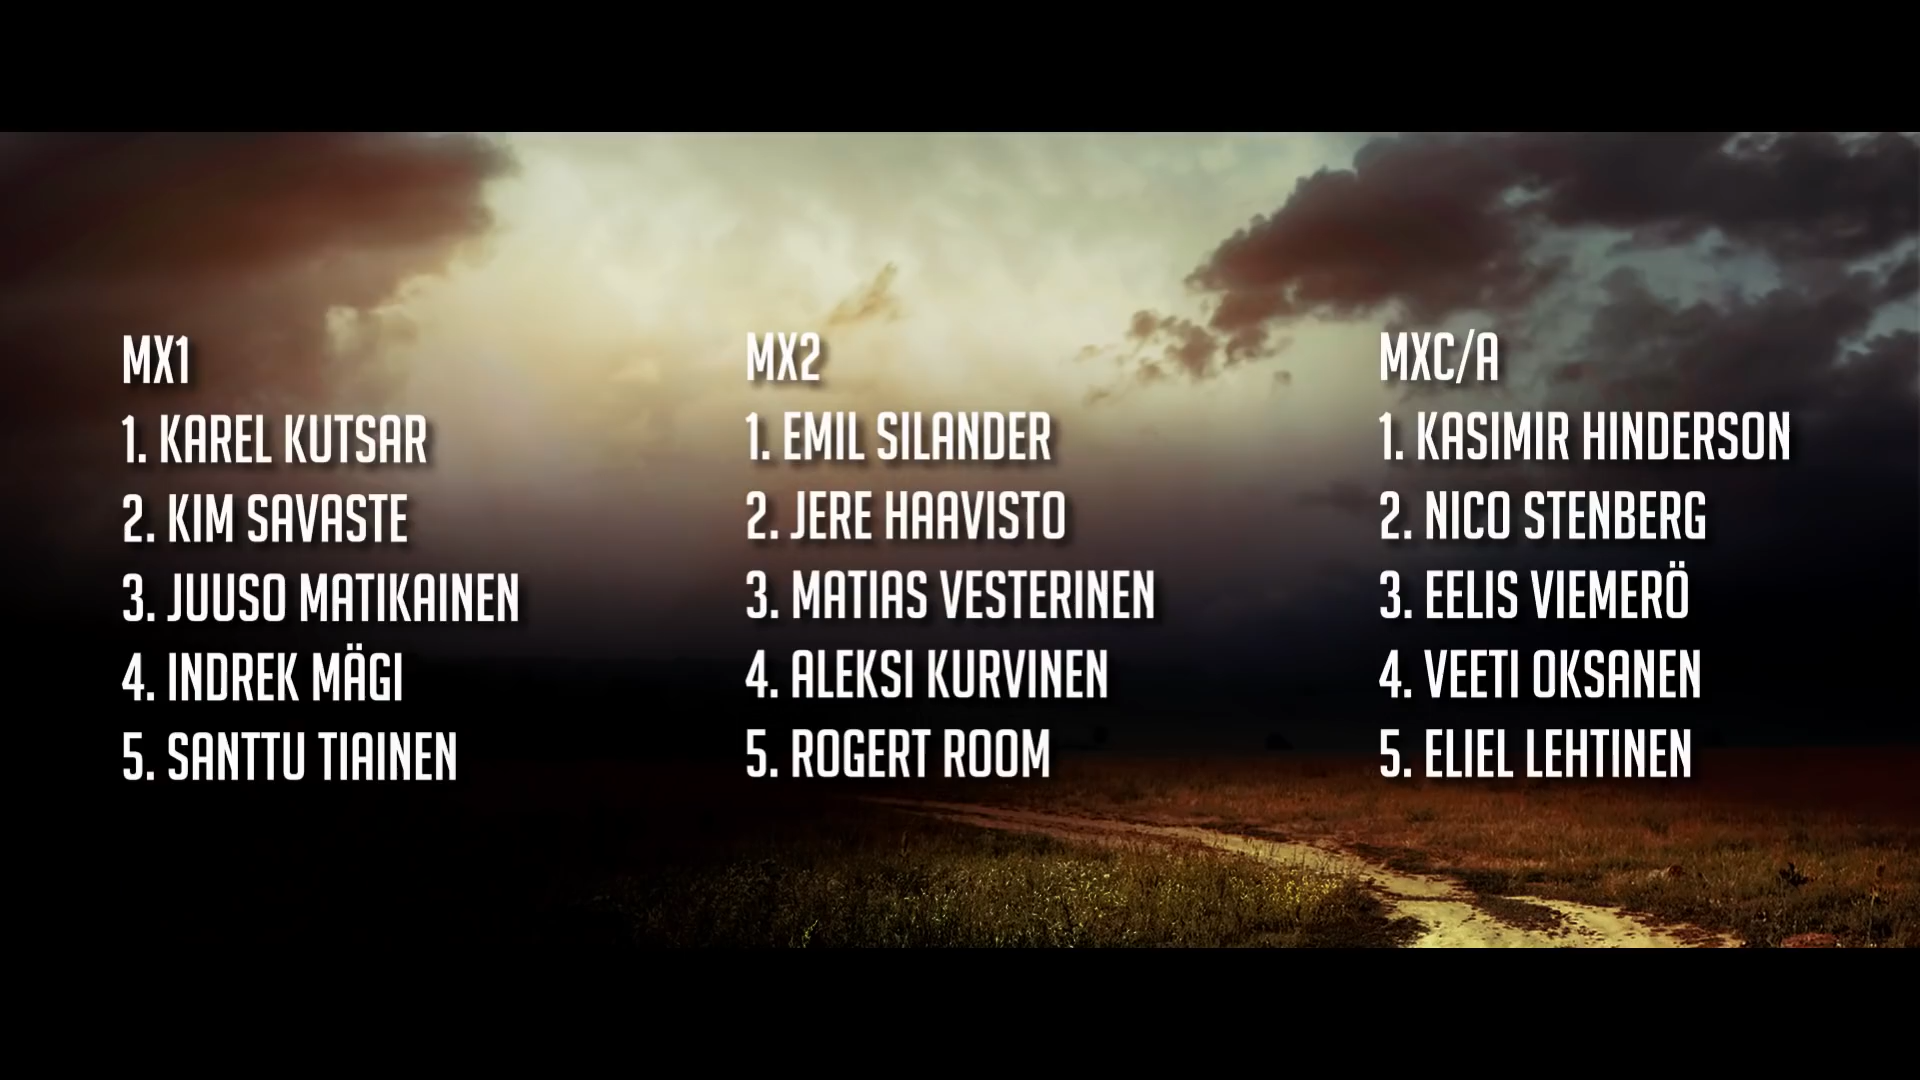 MX1
1. KAREL KUTSAR
2. KIM SAVASTE
3. JUUSO MATIKAINEN
4. INDREK MÄGI
5. SANTTU TIAINEN
MX2
1. EMIL SILANDER
2. JERE HAAVISTO
3. MATIAS VESTERINEN
4. ALEKSI KURVINEN
5. ROGERT ROOM
MXC/A
1. KASIMIR HINDERSON
2. NICO STENBERG
3. EELIS VIEMERÖ
4. VEETI OKSANEN
5. ELIEL LEHTINEN